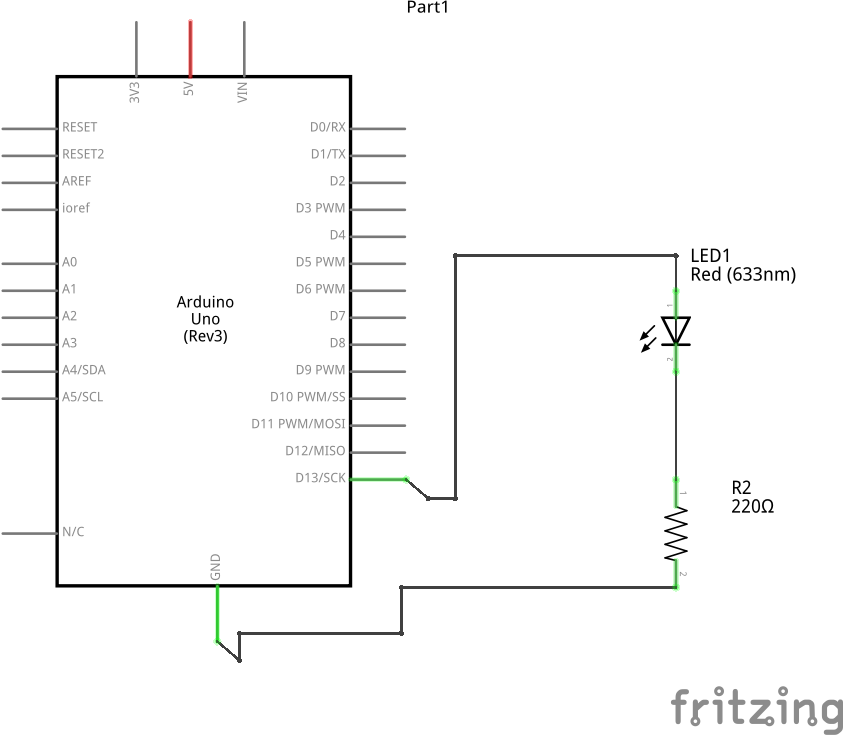 Part1
3V3
5V
VIN
RESET
RESET2
AREF
ioref
A0
A1
A2
A3
A4/SDA
A5/SCL
N/C
Arduino
Uno
(Rev3)
D0/RX
D1/TX
D2
D3 PWM
D4
D5 PWM
D6 PWM
D7
D8
D9 PWM
D10 PWM/SS
D11 PWM/MOSI
D12/MISO
D13/SCK
GND
LED1
Red (633nm)
1
2
R2
220Ω
1
2
fritzing